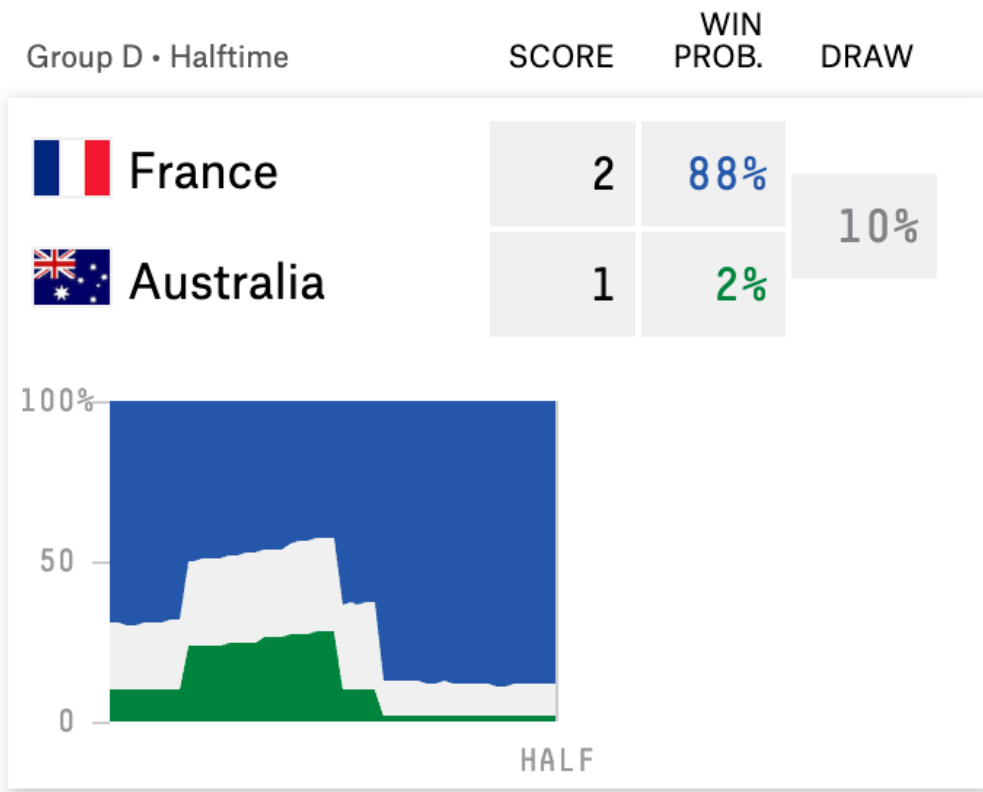 WIN
Group D • Halftime SCORE PROB. DRAW
France 2 88%
10%
Australia 1 2%
100%
50
0
HALF